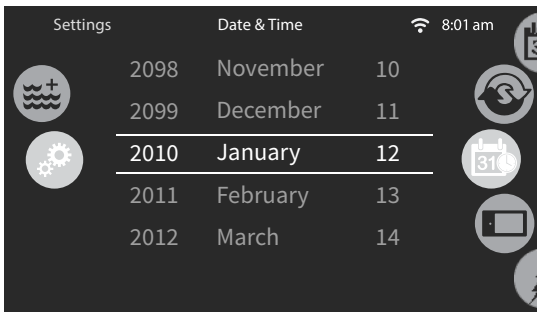 Settings Date & Time 8:01 am
2098 November 10
2099 December 11
2010 January 12
2011 February 13
2012 March 14
31